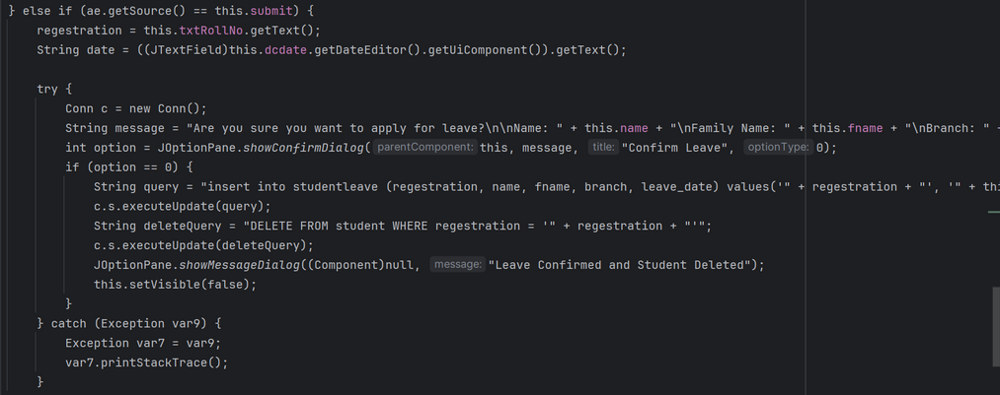 } else if (ae.getSource() == this.submit) {
regestration = this.txtRollNo.getText();
String date = ((JTextField)this.dcdate.getDateEditor().getUiComponent()).getText();
try {
Conn c = new Conn();
String message = "Are you sure you want to apply for leave?\n\nName: " + this.name + "\nFamily Name: " + this.fname + "\nBranch: " +
int option = JOptionPane.showConfirmDialog( parentComponent: this, message, title: "Confirm Leave", optionType: 0);
if (option == 0) {
String query = "insert into studentleave (regestration, name, fname, branch, leave_date) values('" + regestration + "', '" + thi
c.s.executeUpdate(query);
String deleteQuery = "DELETE FROM student WHERE regestration = '" + regestration + "'";
c.s.executeUpdate(deleteQuery);
JOptionPane.showMessageDialog((Component)null, message: "Leave Confirmed and Student Deleted");
this.setVisible(false);
}
} catch (Exception var9) {
Exception var7 = var9;
var7.printStackTrace();
}